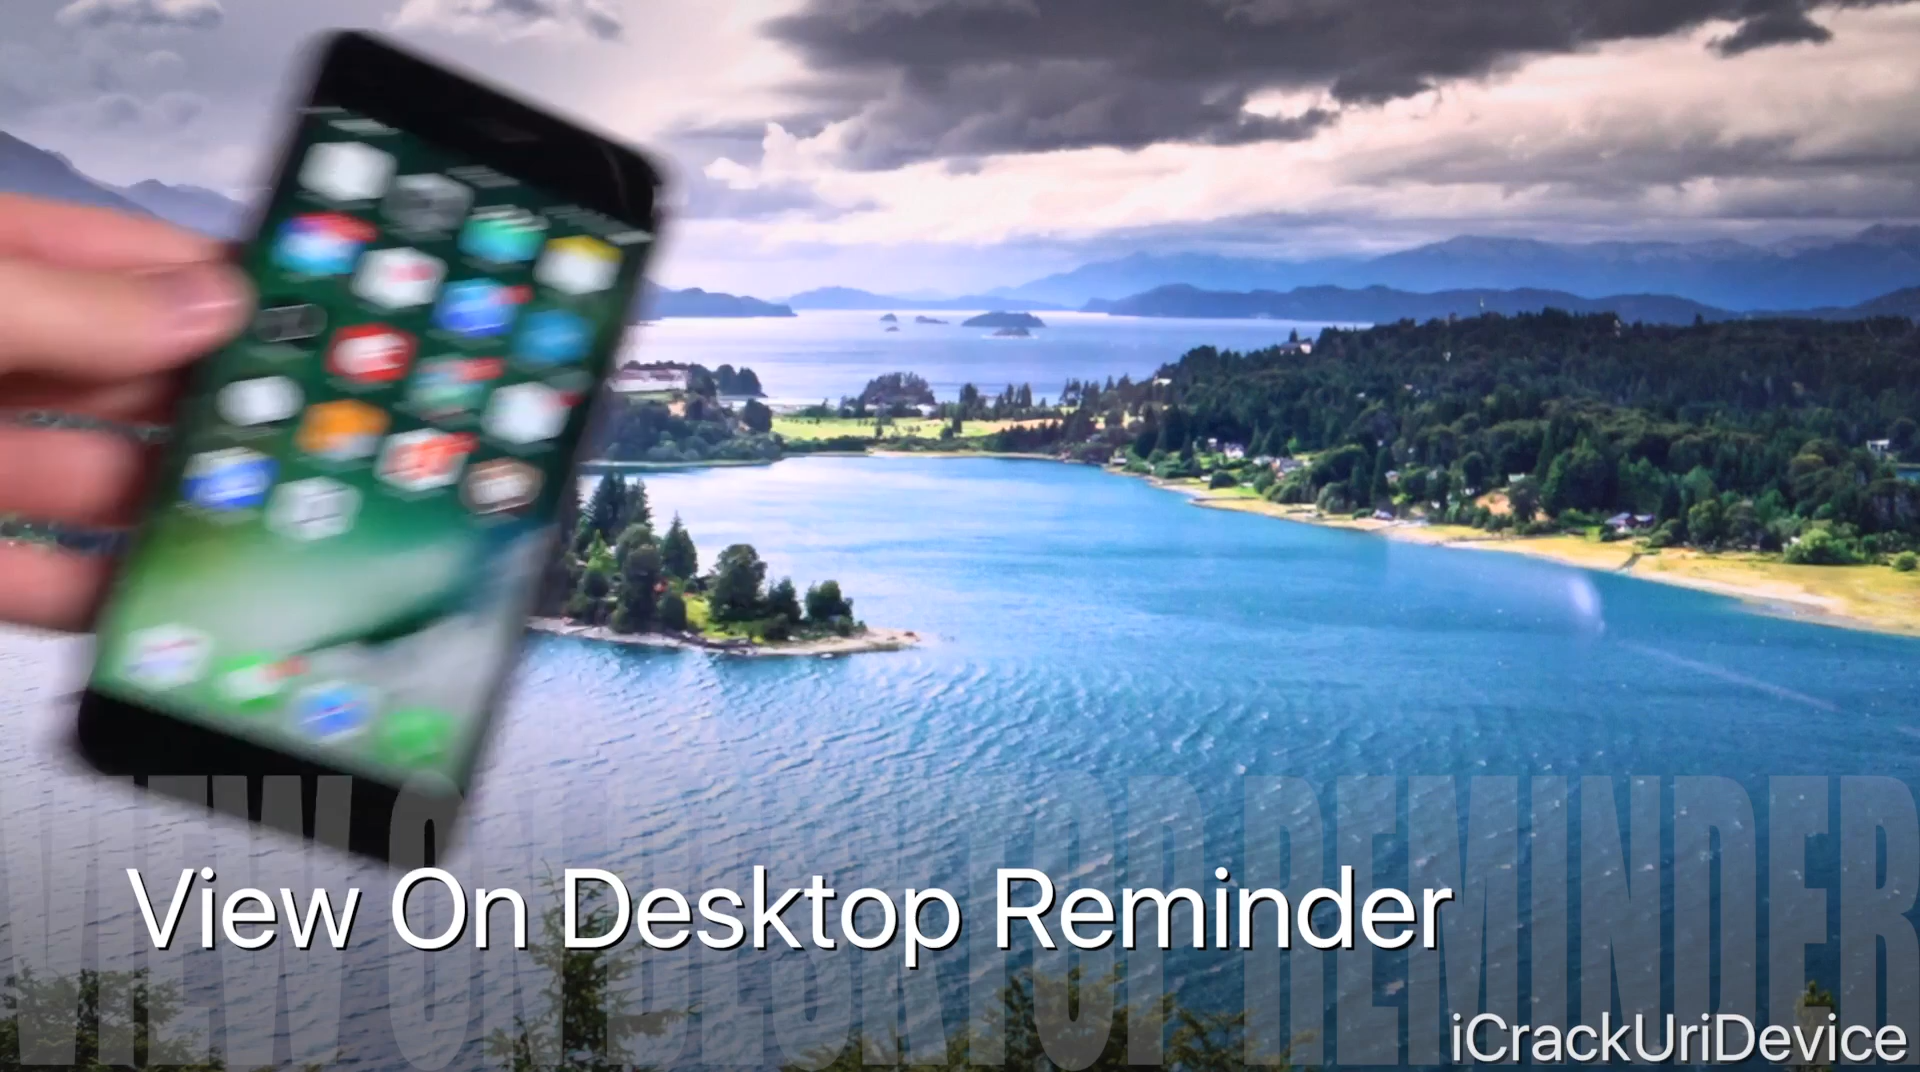 VIEW ON DESKTOP REMINDER
View On Desktop Reminder
iCrackUriDevice